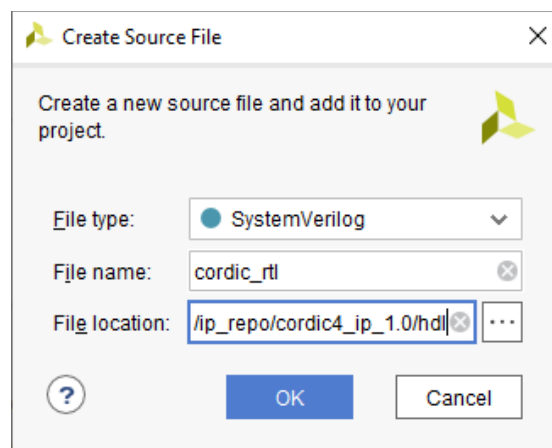 Create Source File
Create a new source file and add it to your
project.
File type:
SystemVerilog
File name:
cordic_rtl
File location:
/ip_repo/cordic4_ip_1.0/hdl
...
?
OK
Cancel